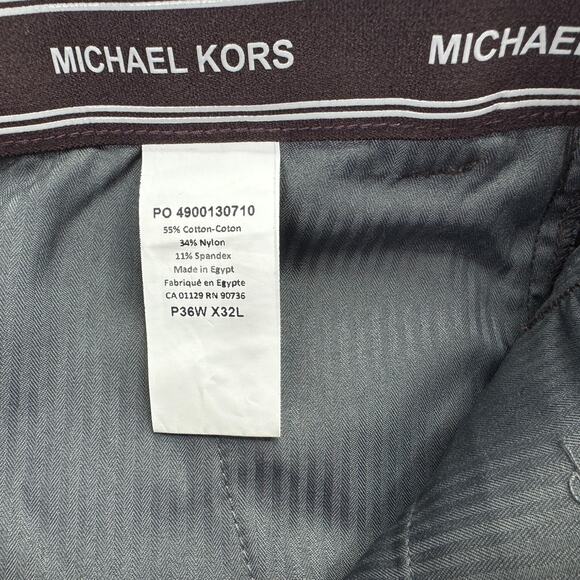 MICHAEL KORS
MICHAEL
PO 4900130710
55% Cotton-Coton
34% Nylon
11% Spandex
Made in Egypt
Fabriqué en Egypte
CA 01129 RN 90736
P36W X32L